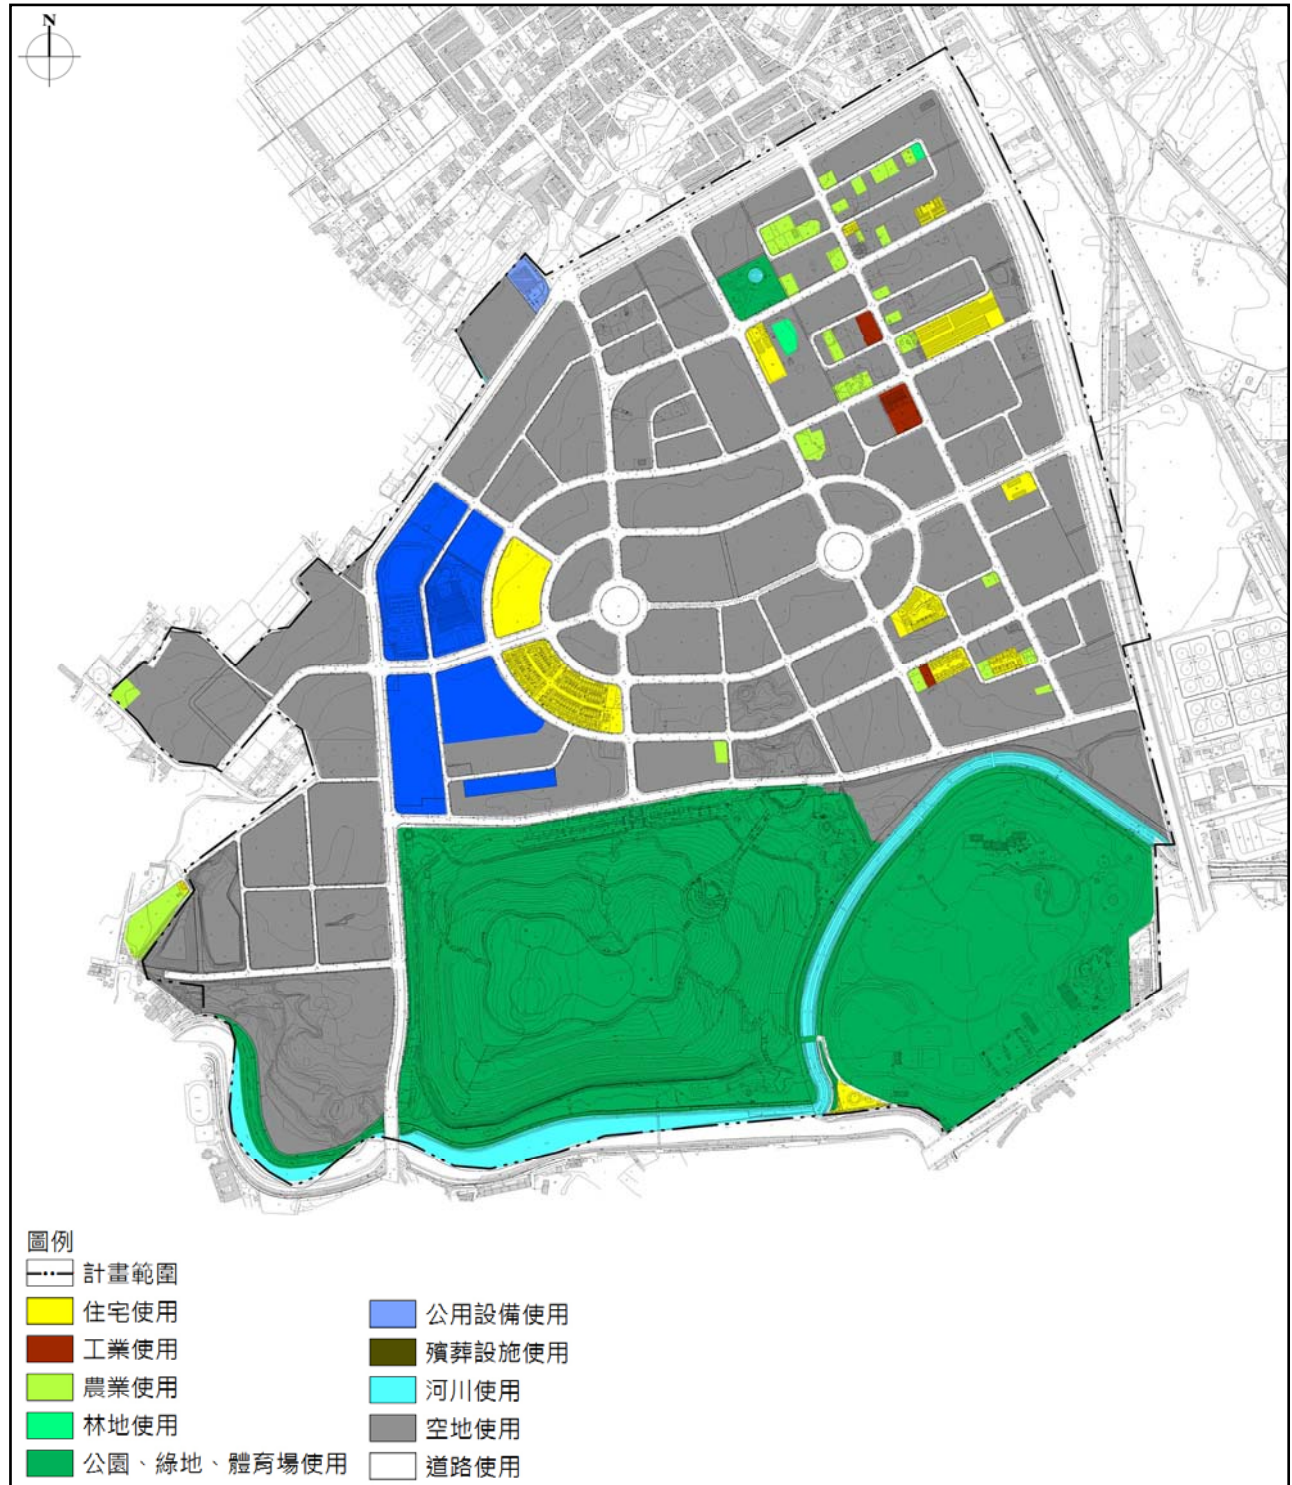 N
圖例
計畫範圍
住宅使用
工業使用
農業使用
林地使用
公園、綠地、體育場使用
公用設備使用
殯葬設施使用
河川使用
空地使用
道路使用